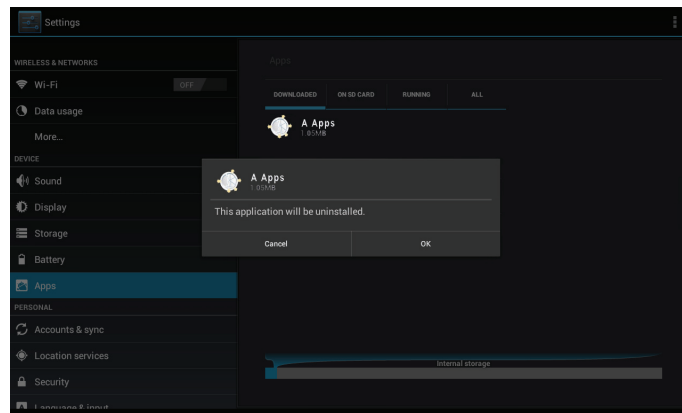 Settings
WIRELESS & NETWORKS
Wi-Fi
OFF
Data usage
More...
DEVICE
Sound
Display
Storage
Battery
Apps
PERSONAL
Accounts & sync
Location services
Security
Language & input
Apps
DOWNLOADED
ON SD CARD
RUNNING
ALL
A Apps
1.05MB
A Apps
1.05MB
This application will be uninstalled.
Cancel
OK
Internal storage